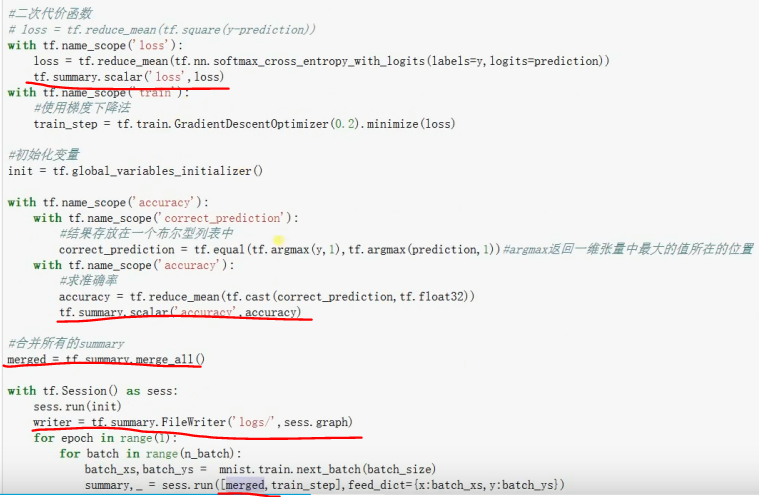 #二次代价函数
# loss = tf.reduce_mean(tf.square(y-prediction))
with tf.name_scope('loss'):
    loss = tf.reduce_mean(tf.nn.softmax_cross_entropy_with_logits(labels=y,logits=prediction))
    tf.summary.scalar('loss',loss)
with tf.name_scope('train'):
    #使用梯度下降法
    train_step = tf.train.GradientDescentOptimizer(0.2).minimize(loss)
#初始化变量
init = tf.global_variables_initializer()
with tf.name_scope('accuracy'):
    with tf.name_scope('correct_prediction'):
        #结果存放在一个布尔型列表中
        correct_prediction = tf.equal(tf.argmax(y,1),tf.argmax(prediction,1))#argmax返回一维张量中最大的值所在的位置
    with tf.name_scope('accuracy'):
        #求准确率
        accuracy = tf.reduce_mean(tf.cast(correct_prediction,tf.float32))
        tf.summary.scalar('accuracy',accuracy)
#合并所有的summary
merged = tf.summary.merge_all()
with tf.Session() as sess:
    sess.run(init)
    writer = tf.summary.FileWriter('logs/',sess.graph)
    for epoch in range(1):
        for batch in range(n_batch):
            batch_xs,batch_ys =  mnist.train.next_batch(batch_size)
            summary,_ = sess.run([merged,train_step],feed_dict={x:batch_xs,y:batch_ys})